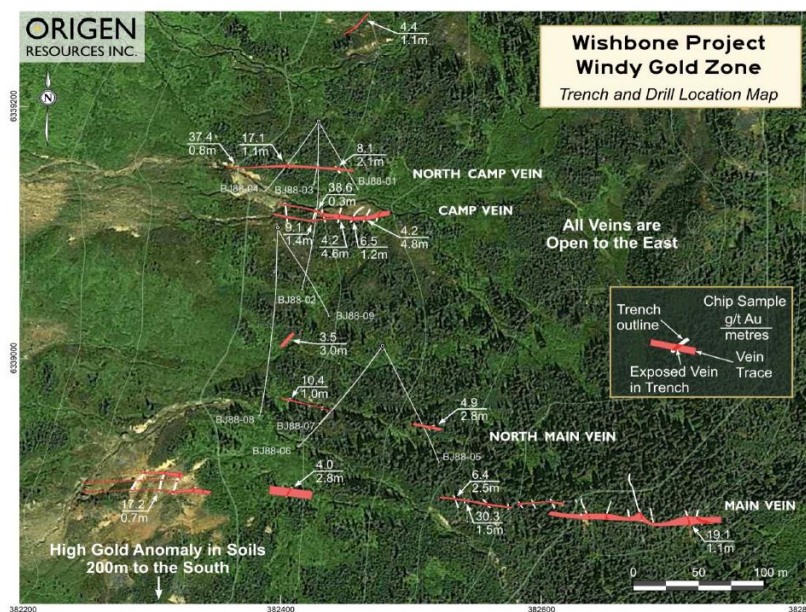 ORIGEN
RESOURCES INC.
Wishbone Project
Windy Gold Zone
Trench and Drill Location Map
N
4.4
1.1m
37.4
0.8m
17.1
1.1m
8.1
2.1m
NORTH CAMP VEIN
BJ88-04
BJ88-03
BJ88-01
38.6
0.3m
CAMP VEIN
9.1
1.4m
4.2
4.6m
6.5
1.2m
4.2
4.8m
All Veins are
Open to the East
BJ88-02
BJ88-09
Trench
outline
Chip Sample
g/t Au
metres
Exposed Vein
in Trench
Vein
Trace
3.5
3.0m
10.4
1.0m
4.9
2.8m
BJ88-08
BJ88-07
BJ88-06
BJ88-05
NORTH MAIN VEIN
4.0
2.8m
6.4
2.5m
30.3
1.5m
17.2
0.7m
MAIN VEIN
19.1
1.1m
High Gold Anomaly in Soils
200m to the South
0
50
100 m
6339200
6339000
382200
382400
382600